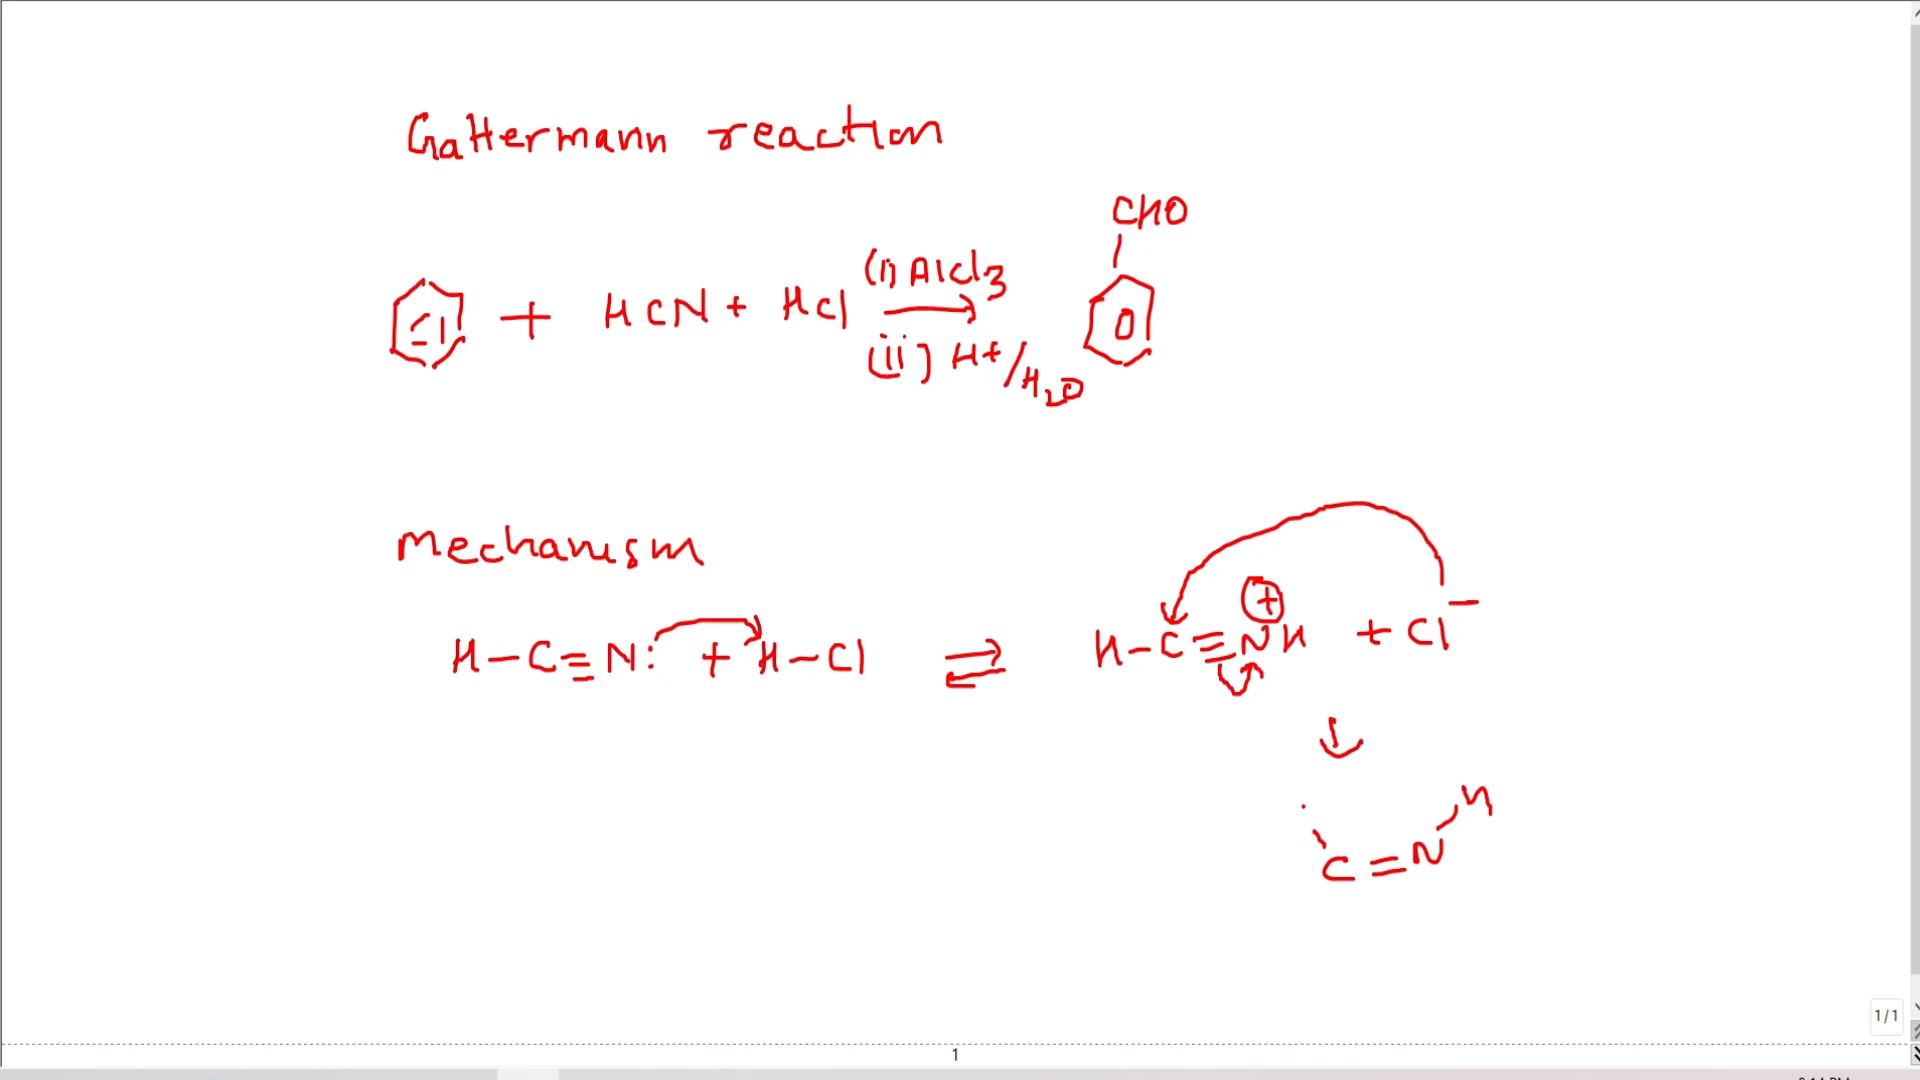 Gattermann reaction
CHO
+ HCN + HCl (i) AlCl3
(ii) H+/H2O
Mechanism
H-C≡N: + H-Cl ⇌ H-C≡NH + Cl-
+
↓
H
C=N
1/1
1